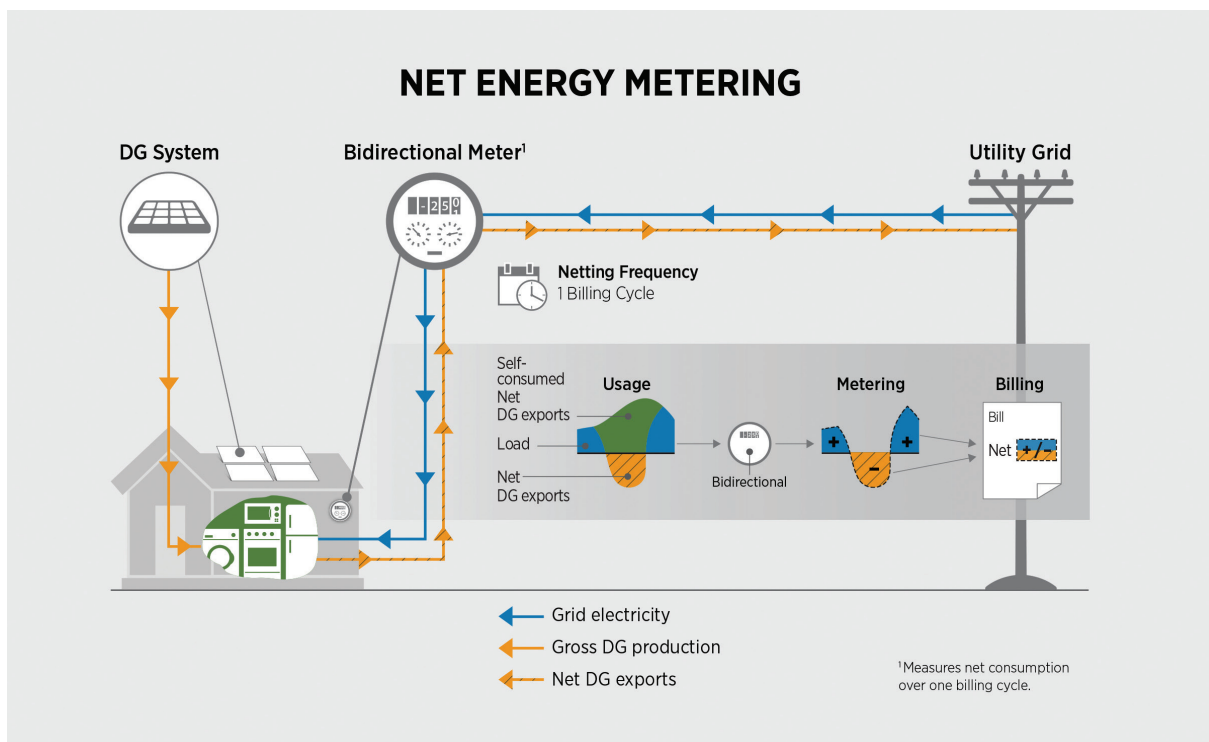 NET ENERGY METERING
DG System
Bidirectional Meter¹
Utility Grid
Netting Frequency
1 Billing Cycle
Self-
consumed
Net
DG exports
Load
Net
DG exports
Usage
Bidirectional
Metering
+
+
-
Billing
Bill
Net +/-
Grid electricity
Gross DG production
Net DG exports
¹Measures net consumption
over one billing cycle.